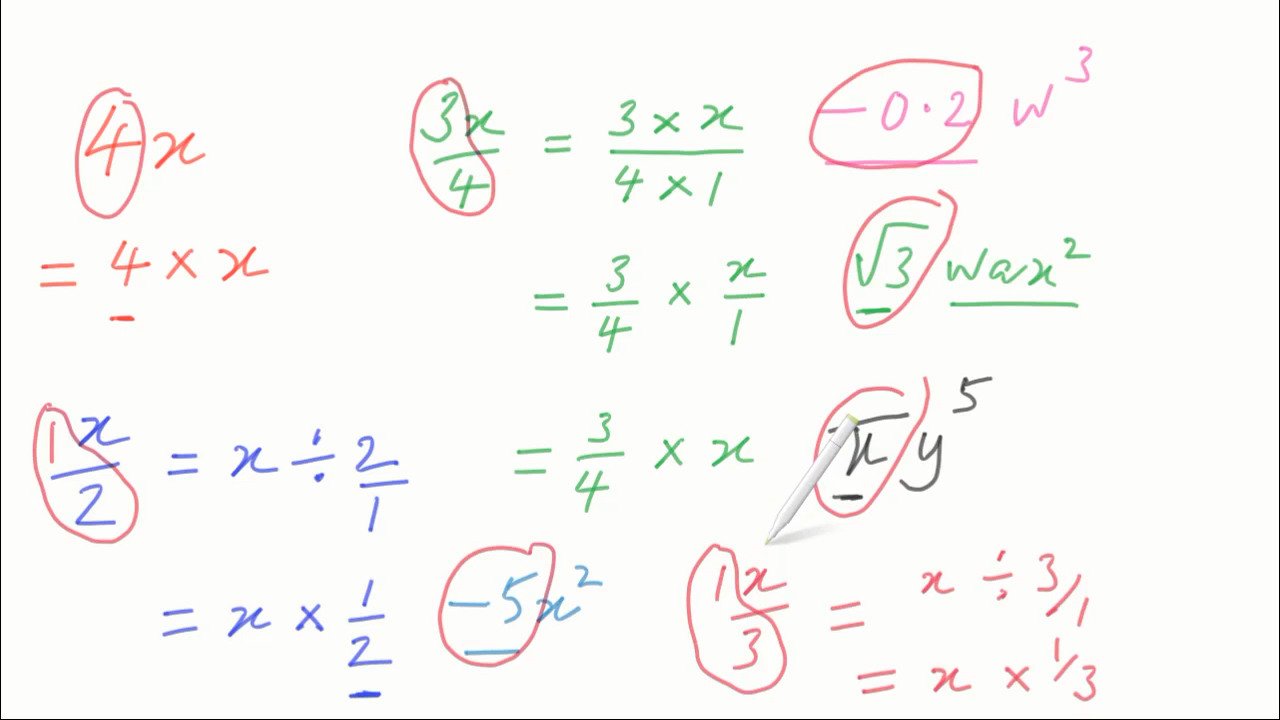 4x
= 4 × x
1x/2 = x ÷ 2/1
= x × 1/2
3x/4 = (3 × x)/(4 × 1)
= 3/4 × x/1
= 3/4 × x
-5x²
-0·2 w³
√3 wax²
y⁵
1x/3 = x ÷ 3/1
= x × 1/3